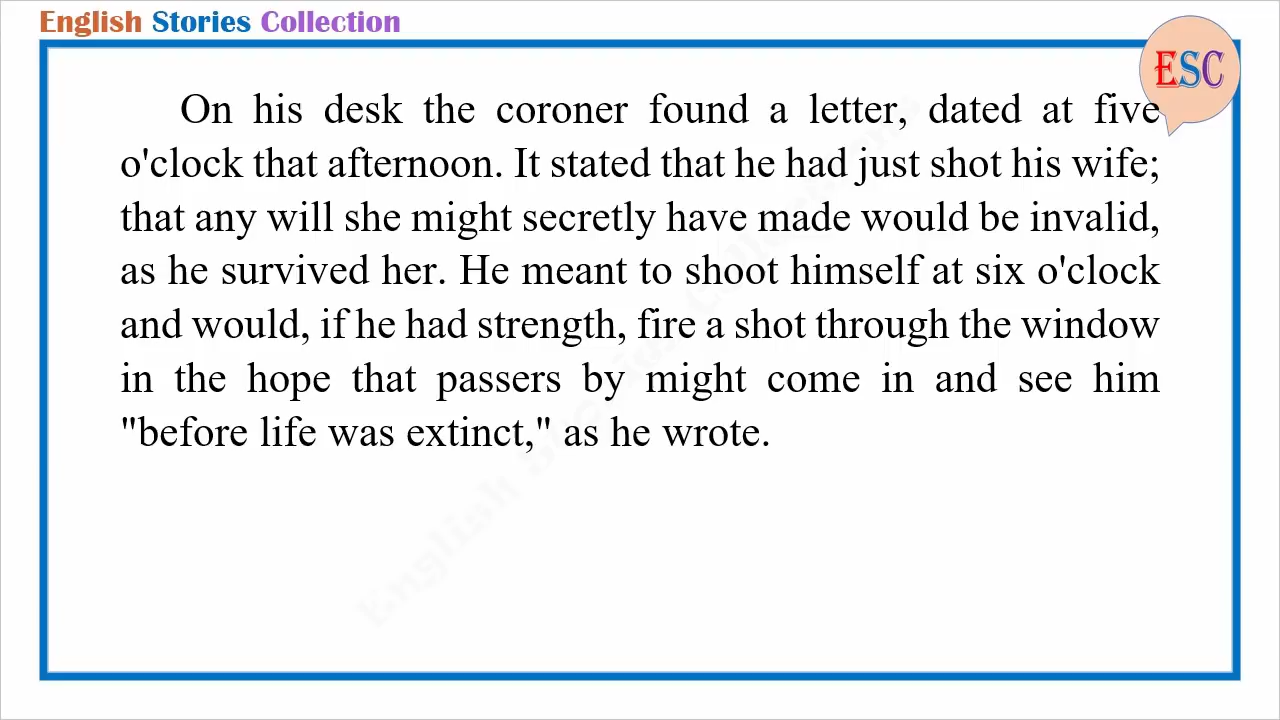 English Stories Collection
ESC
On his desk the coroner found a letter, dated at five
o'clock that afternoon. It stated that he had just shot his wife;
that any will she might secretly have made would be invalid,
as he survived her. He meant to shoot himself at six o'clock
and would, if he had strength, fire a shot through the window
in the hope that passers by might come in and see him
"before life was extinct," as he wrote.